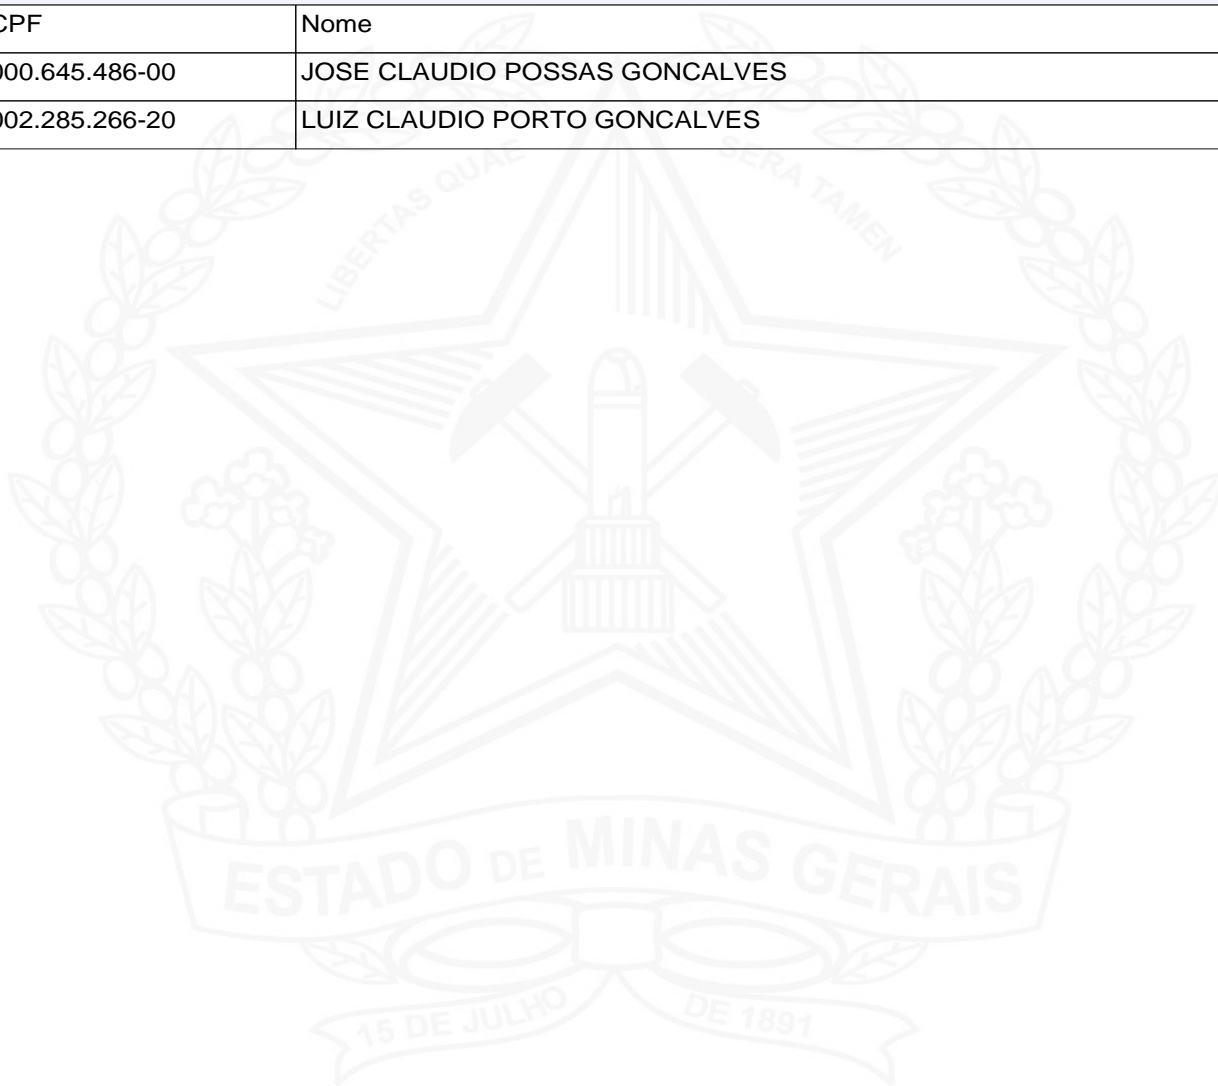 CPF Nome
000.645.486-00 JOSE CLAUDIO POSSAS GONCALVES
002.285.266-20 LUIZ CLAUDIO PORTO GONCALVES
LIBERTAS QUAE SERA TAMEN
ESTADO DE MINAS GERAIS
15 DE JULHO DE 1891